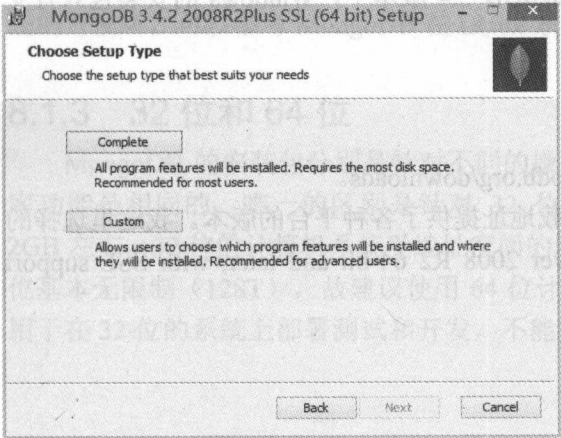 MongoDB 3.4.2 2008R2Plus SSL (64 bit) Setup
Choose Setup Type
Choose the setup type that best suits your needs
Complete
All program features will be installed. Requires the most disk space.
Recommended for most users.
Custom
Allows users to choose which program features will be installed and where
they will be installed. Recommended for advanced users.
Back
Next
Cancel